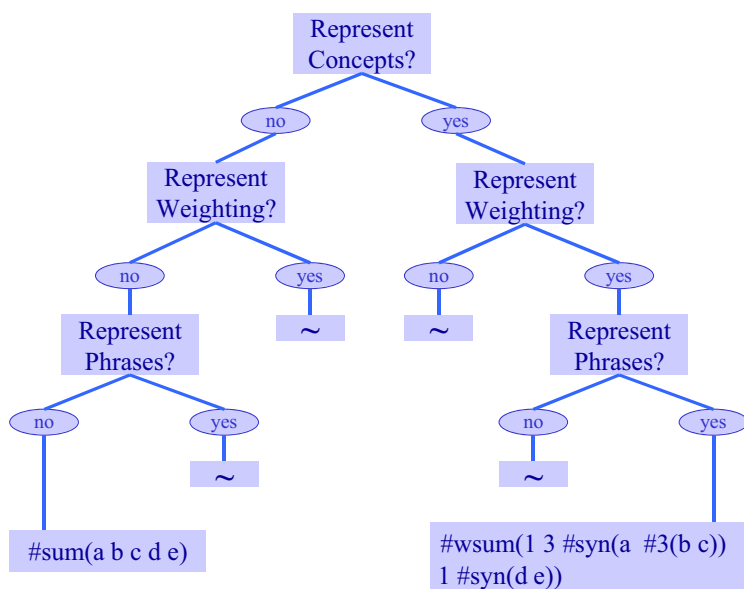 Represent
Concepts?
no
yes
Represent
Weighting?
Represent
Weighting?
no
yes
no
yes
Represent
Phrases?
~
~
Represent
Phrases?
no
yes
no
yes
~
~
#sum(a b c d e)
#wsum(1 3 #syn(a #3(b c))
1 #syn(d e))